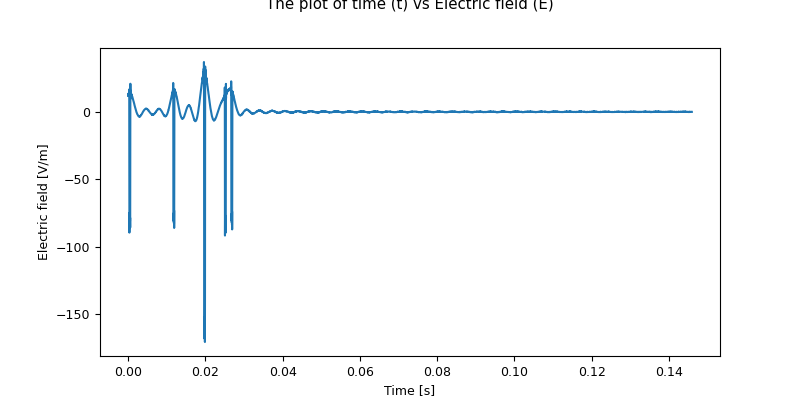 The plot of time (t) vs Electric field (E)
Electric field [V/m]
0
−50
−100
−150
0.00 0.02 0.04 0.06 0.08 0.10 0.12 0.14
Time [s]